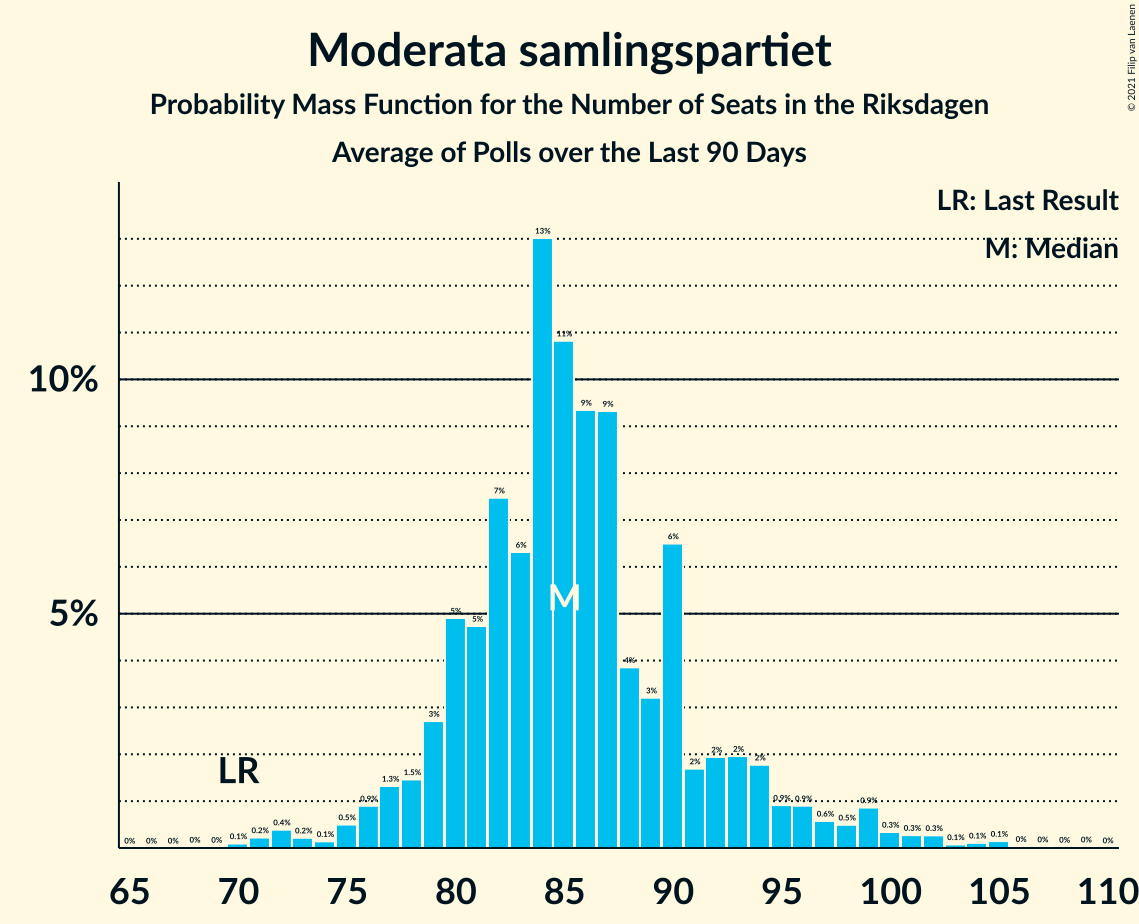 Moderata samlingspartiet
Probability Mass Function for the Number of Seats in the Riksdagen
Average of Polls over the Last 90 Days
© 2021 Filip van Laenen
LR: Last Result
M: Median
13%
11%
10%
9% 9%
7%
6% 6%
M
5%
5% 5%
4%
3%
3%
2% 2% 2% 2%
LR
1.3% 1.5%
0.9% 0.9% 0.9% 0.9%
0.5% 0.6% 0.5%
0% 0% 0% 0% 0% 0.1% 0.2% 0.4% 0.2% 0.1% 0.3% 0.3% 0.3% 0.1% 0.1% 0.1% 0% 0% 0% 0% 0%
65 70 75 80 85 90 95 100 105 110